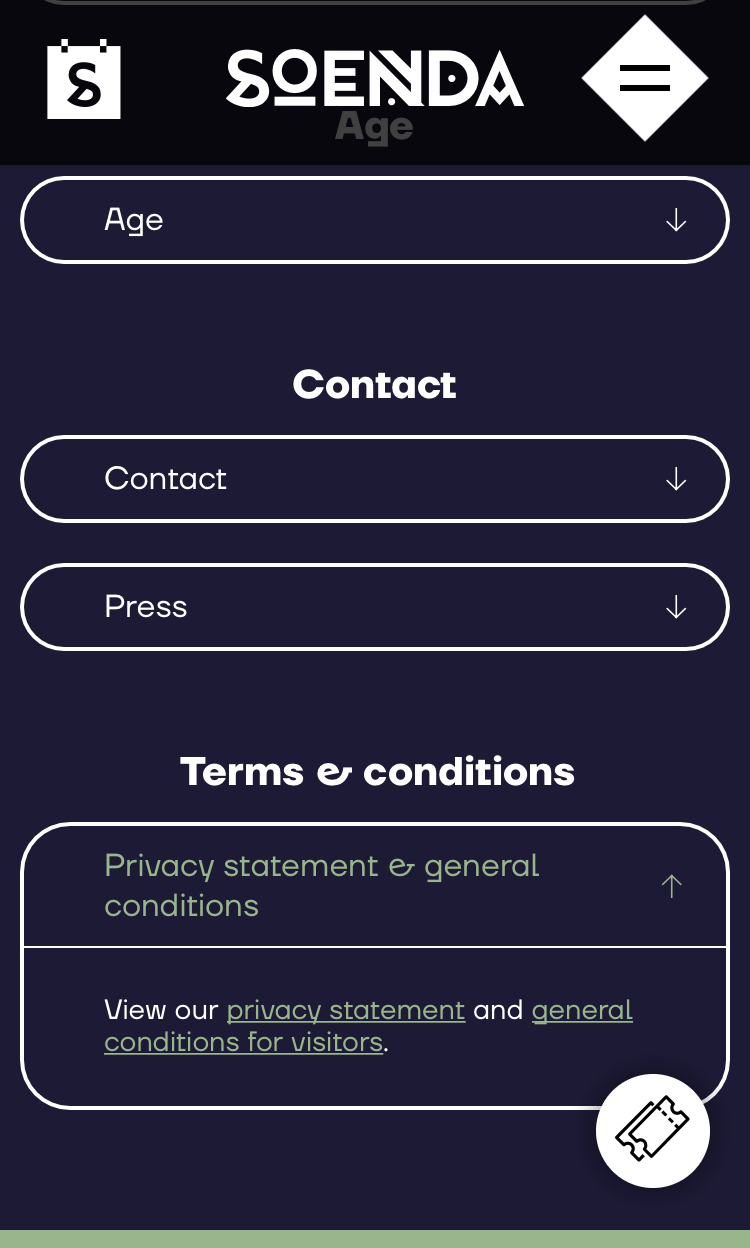 S
SOENDA
Age
Age
Contact
Contact
Press
Terms & conditions
Privacy statement & general
conditions
View our privacy statement and general
conditions for visitors.